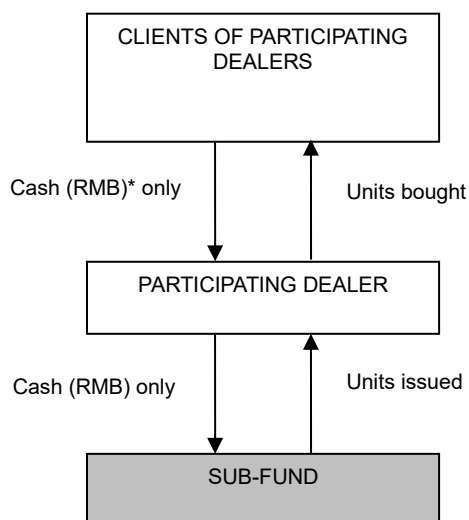 CLIENTS OF PARTICIPATING
DEALERS
Cash (RMB)* only
Units bought
PARTICIPATING DEALER
Cash (RMB) only
Units issued
SUB-FUND